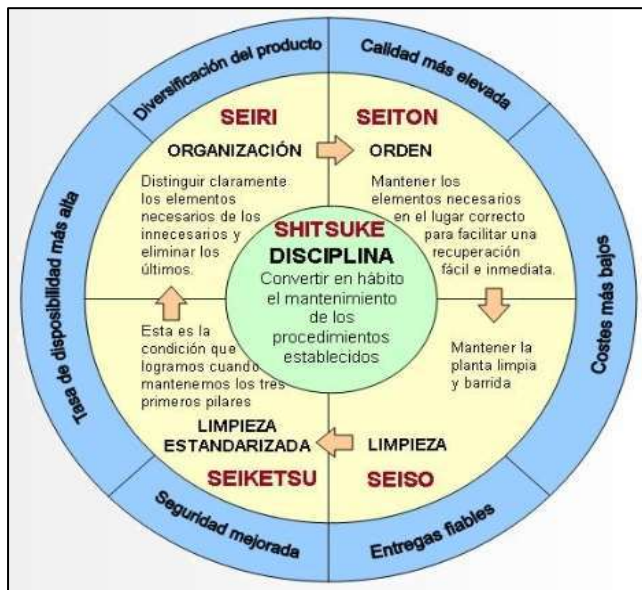 Diversificación del producto
Calidad más elevada
Costes más bajos
Entregas fiables
Seguridad mejorada
Tasa de disposibilidad más alta
SEIRI
ORGANIZACIÓN
Distinguir claramente
los elementos
necesarios de los
innecesarios y
eliminar los
últimos.
SEITON
ORDEN
Mantener los
elementos necesarios
en el lugar correcto
para facilitar una
recuperación
fácil e inmediata.
SHITSUKE
DISCIPLINA
Convertir en hábito
el mantenimiento
de los
procedimientos
establecidos
Mantener la
planta limpia
y barrida
LIMPIEZA
SEISO
Esta es la
condición que
logramos cuando
mantenemos los tres
primeros pilares
LIMPIEZA
ESTANDARIZADA
SEIKETSU